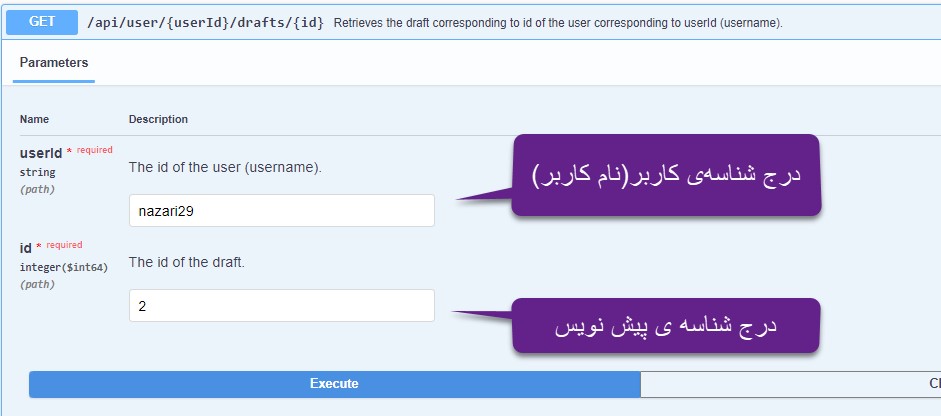 GET /api/user/{userId}/drafts/{id} Retrieves the draft corresponding to id of the user corresponding to userId (username).
Parameters
Name Description
userId * required
string
(path)
The id of the user (username).
nazari29
درج شناسه‌ی کاربر(نام کاربر)
id * required
integer($int64)
(path)
The id of the draft.
2
درج شناسه ی پیش نویس
Execute